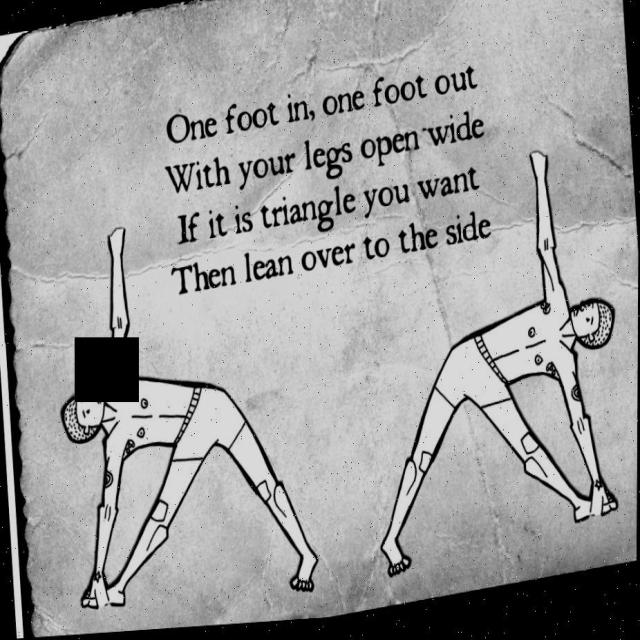 One foot in, one foot out
With your legs open wide
If it is triangle you want
Then lean over to the side